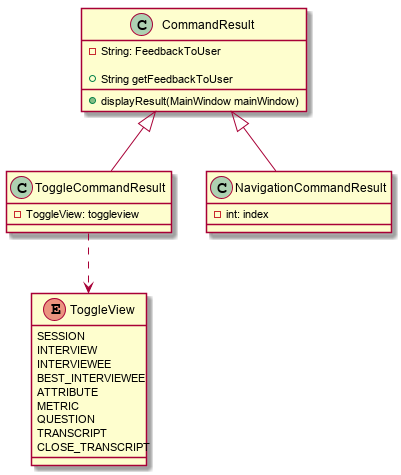 C CommandResult
String: FeedbackToUser
String getFeedbackToUser
displayResult(MainWindow mainWindow)
C ToggleCommandResult
ToggleView: toggleview
C NavigationCommandResult
int: index
E ToggleView
SESSION
INTERVIEW
INTERVIEWEE
BEST_INTERVIEWEE
ATTRIBUTE
METRIC
QUESTION
TRANSCRIPT
CLOSE_TRANSCRIPT